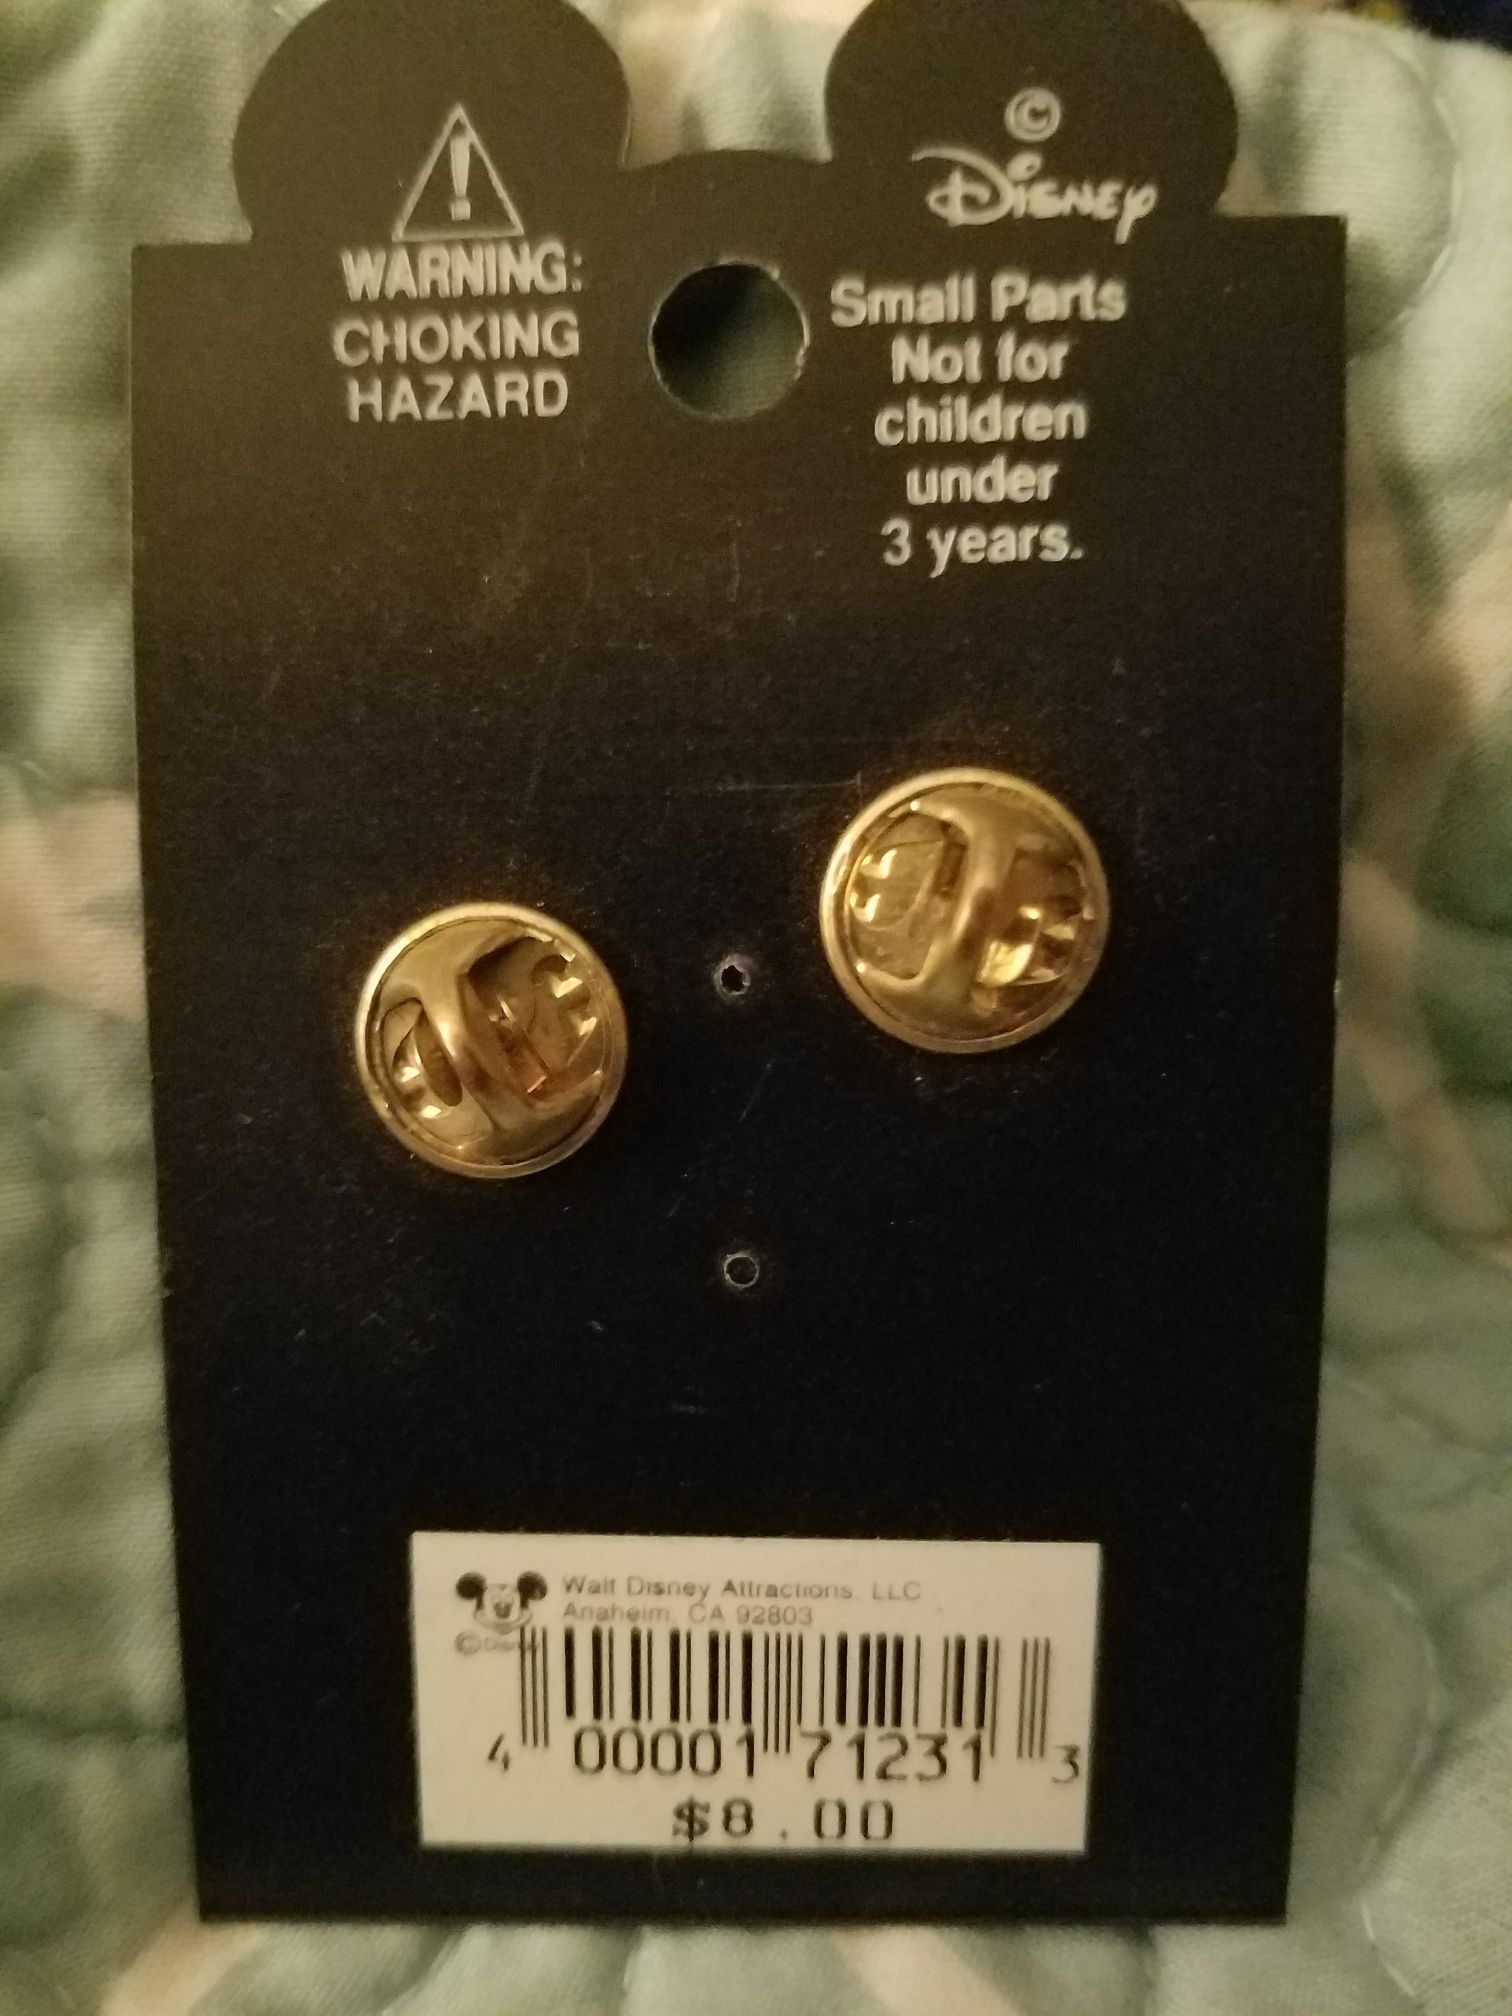 WARNING:
CHOKING
HAZARD
©
Disney
Small Parts
Not for
children
under
3 years.
Walt Disney Attractions, LLC
Anaheim, CA 92803
© Disney
4 00001 71231 3
$8.00